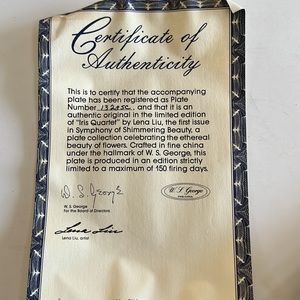 Certificate of
Authenticity
This is to certify that the accompanying
plate has been registered as Plate
Number, and that it is an
authentic original in the limited edition
of "Iris Quartet" by Lena Liu, the first issue
in Symphony of Shimmering Beauty, a
plate collection celebrating the ethereal
beauty of flowers. Crafted in fine china
under the hallmark of W. S. George, this
plate is produced in an edition strictly
limited to a maximum of 150 firing days.
W. S. George
W. S. George
For the Board of Directors
W. S. George
Lena Liu
Lena Liu, artist